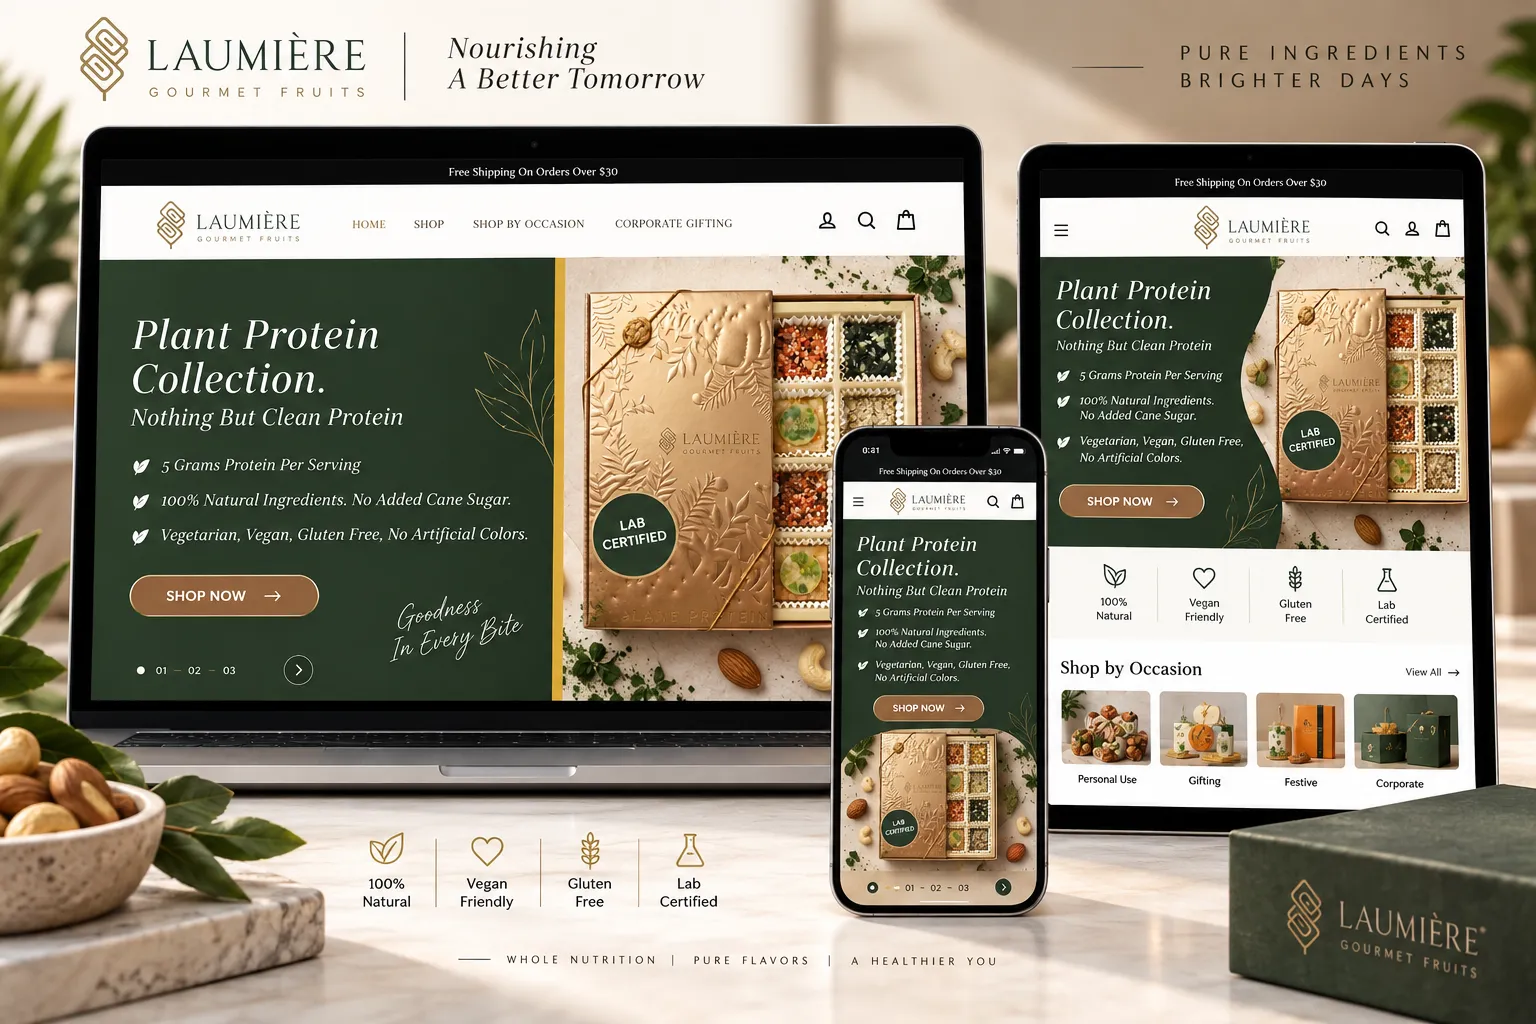 LAUMIÈRE
GOURMET FRUITS
Nourishing
A Better Tomorrow
PURE INGREDIENTS
BRIGHTER DAYS
Free Shipping On Orders Over $30
LAUMIÈRE
GOURMET FRUITS
HOME
SHOP
SHOP BY OCCASION
CORPORATE GIFTING
Plant Protein
Collection.
Nothing But Clean Protein
5 Grams Protein Per Serving
100% Natural Ingredients. No Added Cane Sugar.
Vegetarian, Vegan, Gluten Free, No Artificial Colors.
SHOP NOW
Goodness
In Every Bite
01 – 02 – 03
LAUMIÈRE
GOURMET FRUITS
LAB
CERTIFIED
Free Shipping On Orders Over $30
LAUMIÈRE
GOURMET FRUITS
Plant Protein
Collection.
Nothing But Clean Protein
5 Grams Protein Per Serving
100% Natural Ingredients.
No Added Cane Sugar.
Vegetarian, Vegan, Gluten Free,
No Artificial Colors.
SHOP NOW
LAUMIÈRE
GOURMET FRUITS
LAB
CERTIFIED
100%
Natural
Vegan
Friendly
Gluten
Free
Lab
Certified
Shop by Occasion
View All
Personal Use
Gifting
Festive
Corporate
Free Shipping On Orders Over $30
LAUMIÈRE
GOURMET FRUITS
Plant Protein
Collection.
Nothing But Clean Protein
5 Grams Protein Per Serving
100% Natural Ingredients.
No Added Cane Sugar.
Vegetarian, Vegan, Gluten Free,
No Artificial Colors.
SHOP NOW
LAB
CERTIFIED
01 – 02 – 03
100%
Natural
Vegan
Friendly
Gluten
Free
Lab
Certified
WHOLE NUTRITION | PURE FLAVORS | A HEALTHIER YOU
LAUMIÈRE
GOURMET FRUITS